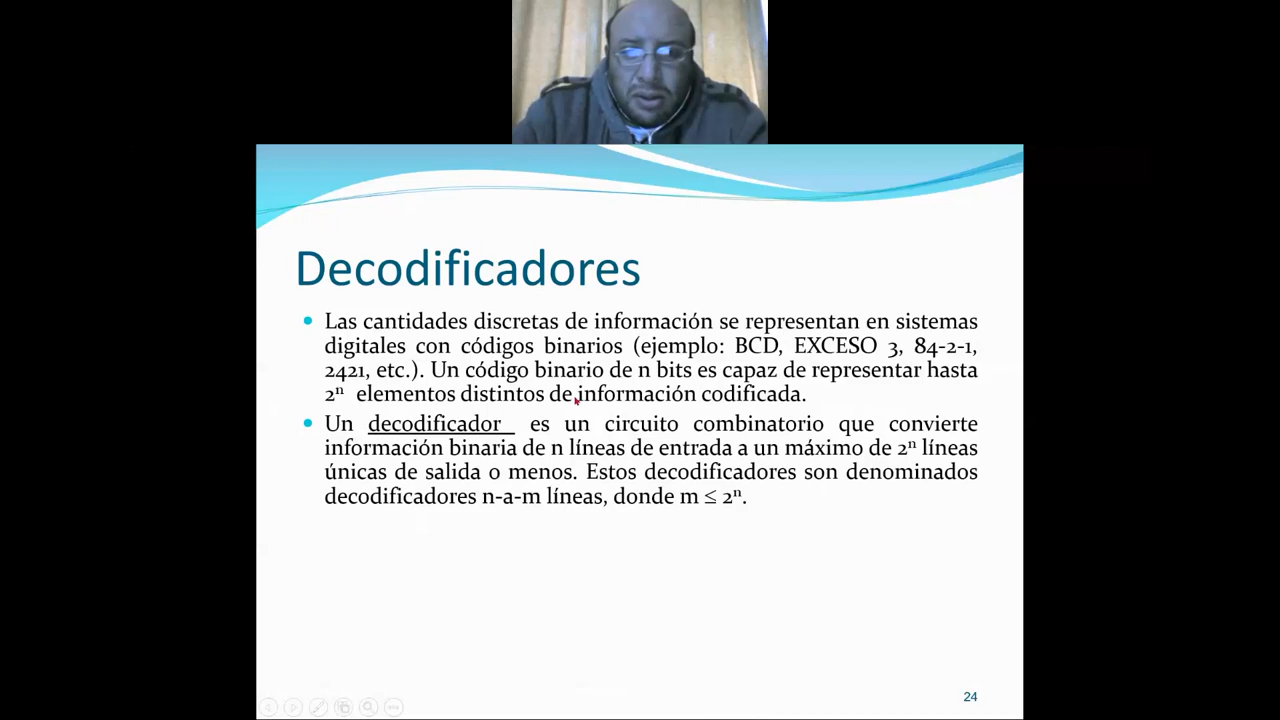 Decodificadores
Las cantidades discretas de información se representan en sistemas
digitales con códigos binarios (ejemplo: BCD, EXCESO 3, 84-2-1,
2421, etc.). Un código binario de n bits es capaz de representar hasta
2ⁿ elementos distintos de información codificada.
Un decodificador es un circuito combinatorio que convierte
información binaria de n líneas de entrada a un máximo de 2ⁿ líneas
únicas de salida o menos. Estos decodificadores son denominados
decodificadores n-a-m líneas, donde m ≤ 2ⁿ.
24